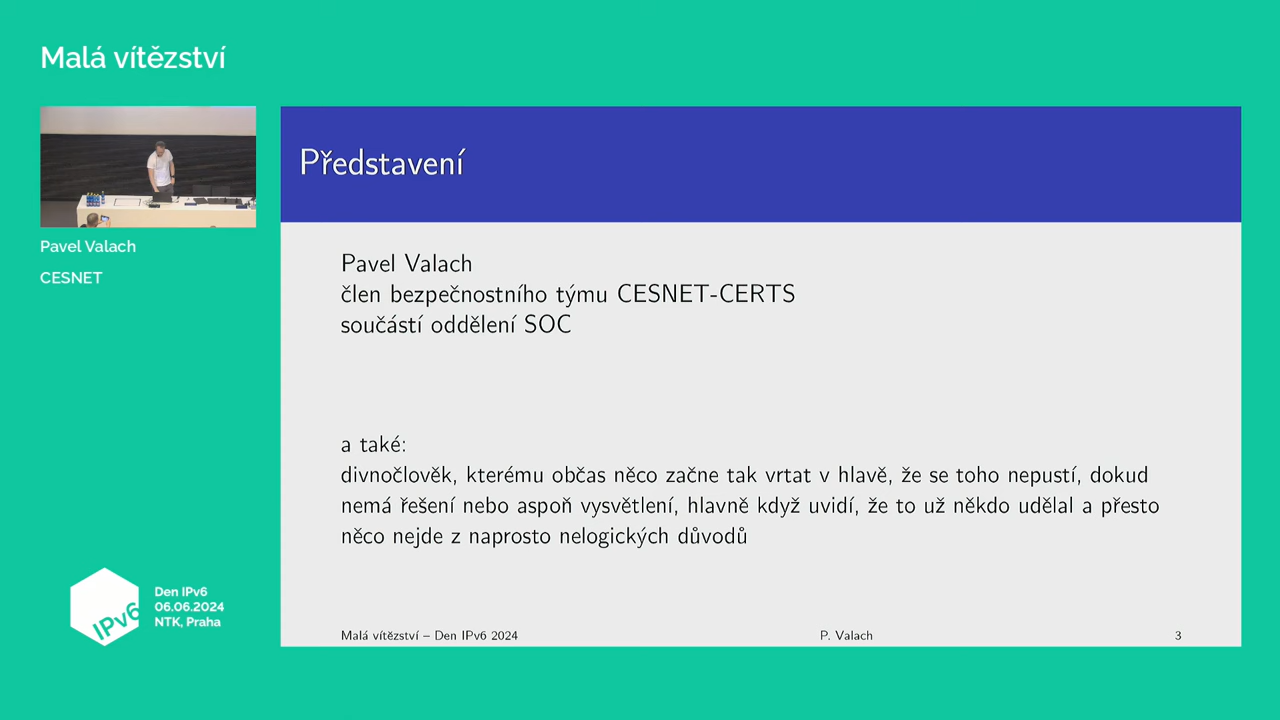 Malá vítězství
Pavel Valach
CESNET
Představení
Pavel Valach
člen bezpečnostního týmu CESNET-CERTS
součástí oddělení SOC
a také:
divnočlověk, kterému občas něco začne tak vrtat v hlavě, že se toho nepustí, dokud
nemá řešení nebo aspoň vysvětlení, hlavně když uvidí, že to už někdo udělal a přesto
něco nejde z naprosto nelogických důvodů
Malá vítězství – Den IPv6 2024
P. Valach
3
IPv6
Den IPv6
06.06.2024
NTK, Praha